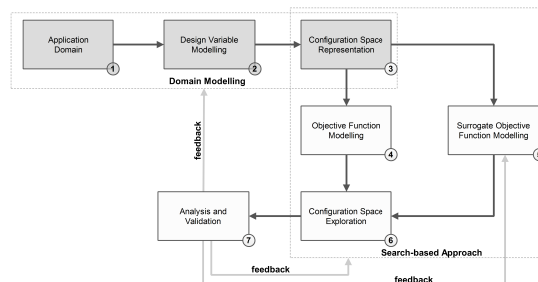 Application
Domain
1
Design Variable
Modelling
2
Configuration Space
Representation
3
Domain Modelling
feedback
Objective Function
Modelling
4
Surrogate Objective
Function Modelling
Analysis and
Validation
7
Configuration Space
Exploration
6
Search-based Approach
feedback
feedback